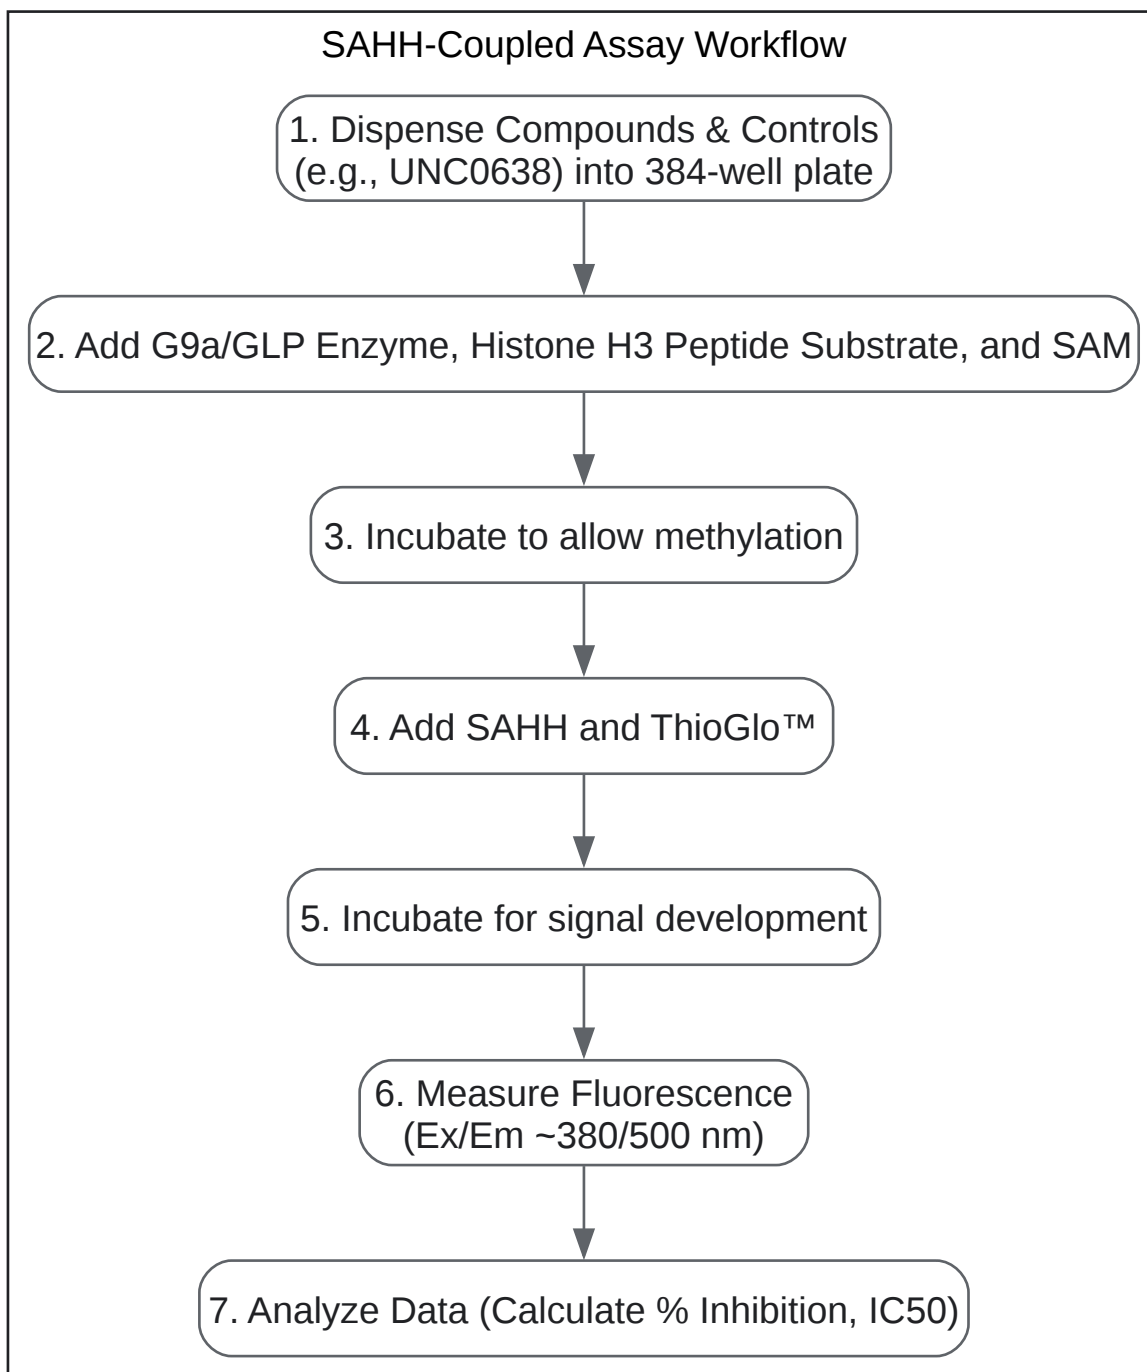 SAHH-Coupled Assay Workflow
1. Dispense Compounds & Controls
(e.g., UNC0638) into 384-well plate
2. Add G9a/GLP Enzyme, Histone H3 Peptide Substrate, and SAM
3. Incubate to allow methylation
4. Add SAHH and ThioGlo™
5. Incubate for signal development
6. Measure Fluorescence
(Ex/Em ~380/500 nm)
7. Analyze Data (Calculate % Inhibition, IC50)